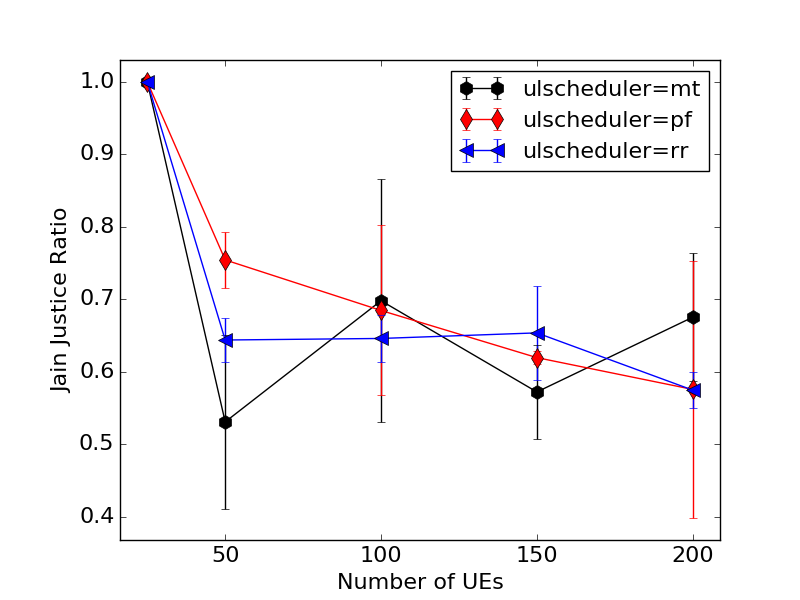 ulscheduler=mt
ulscheduler=pf
ulscheduler=rr
1.0
0.9
0.8
0.7
0.6
0.5
0.4
Jain Justice Ratio
50 100 150 200
Number of UEs